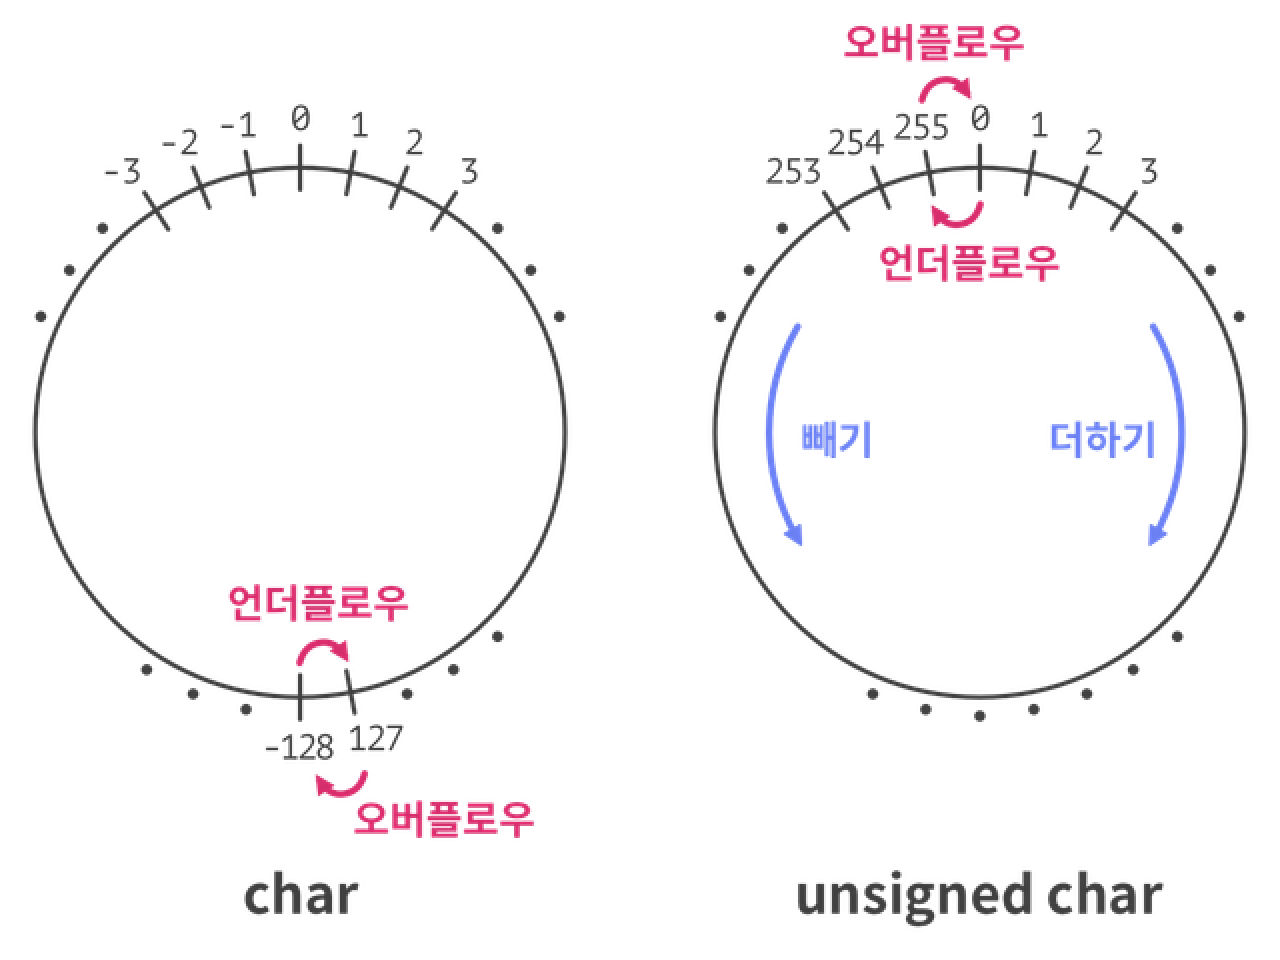 -3 -2 -1 0 1 2 3
언더플로우
-128 127
오버플로우
char
오버플로우
253 254 255 0 1 2 3
언더플로우
빼기 더하기
unsigned char